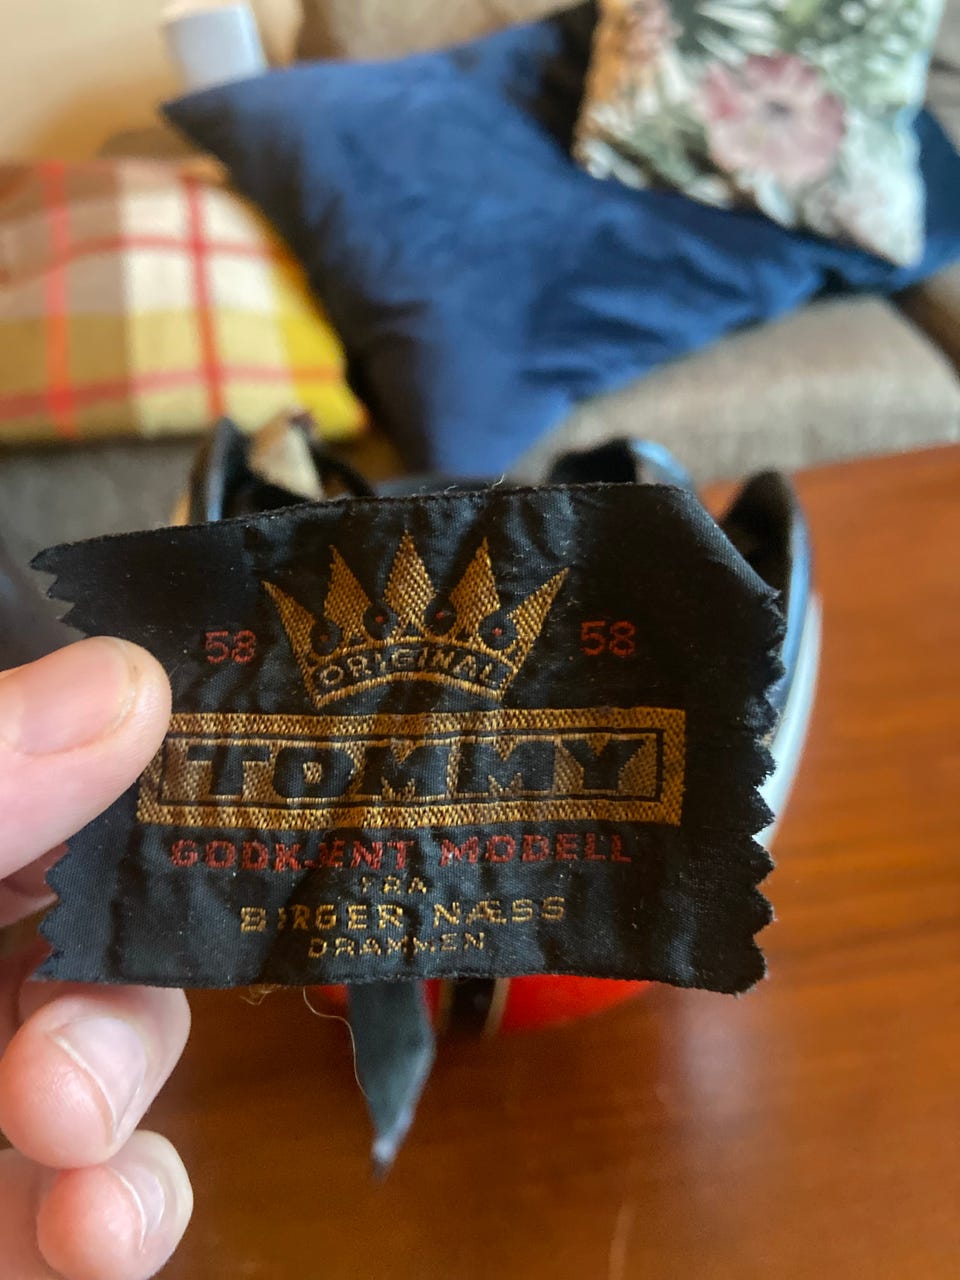 58 ORIGINAL 58
TOMMY
GODKJENT MODELL
FRA
BIRGER NÆSS
DRAMMEN